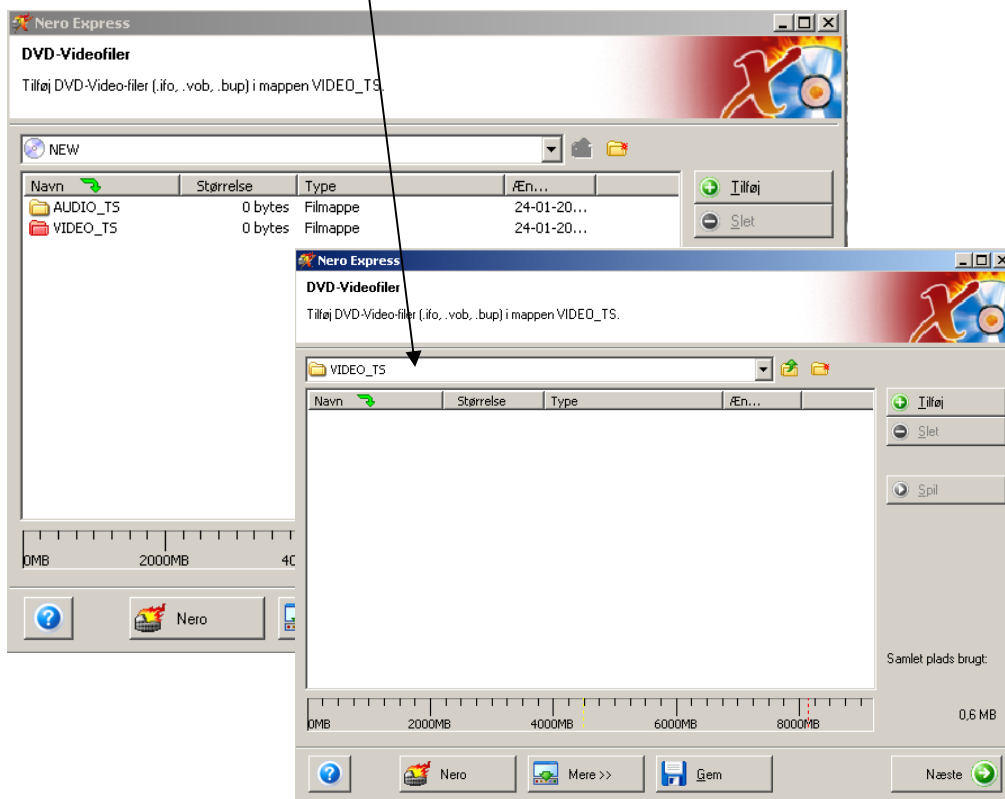 Nero Express
DVD-Videofiler
Tilføj DVD-Video-filer (.ifo, .vob, .bup) i mappen VIDEO_TS.
NEW
Navn Størrelse Type Æn...
AUDIO_TS 0 bytes Filmappe 24-01-20...
VIDEO_TS 0 bytes Filmappe 24-01-20...
Tilføj
Slet
0MB 2000MB 40
Nero
Nero Express
DVD-Videofiler
Tilføj DVD-Video-filer (.ifo, .vob, .bup) i mappen VIDEO_TS.
VIDEO_TS
Navn Størrelse Type Æn...
Tilføj
Slet
Spil
Samlet plads brugt:
0MB 2000MB 4000MB 6000MB 8000MB
0,6 MB
Nero Mere >> Gem Næste